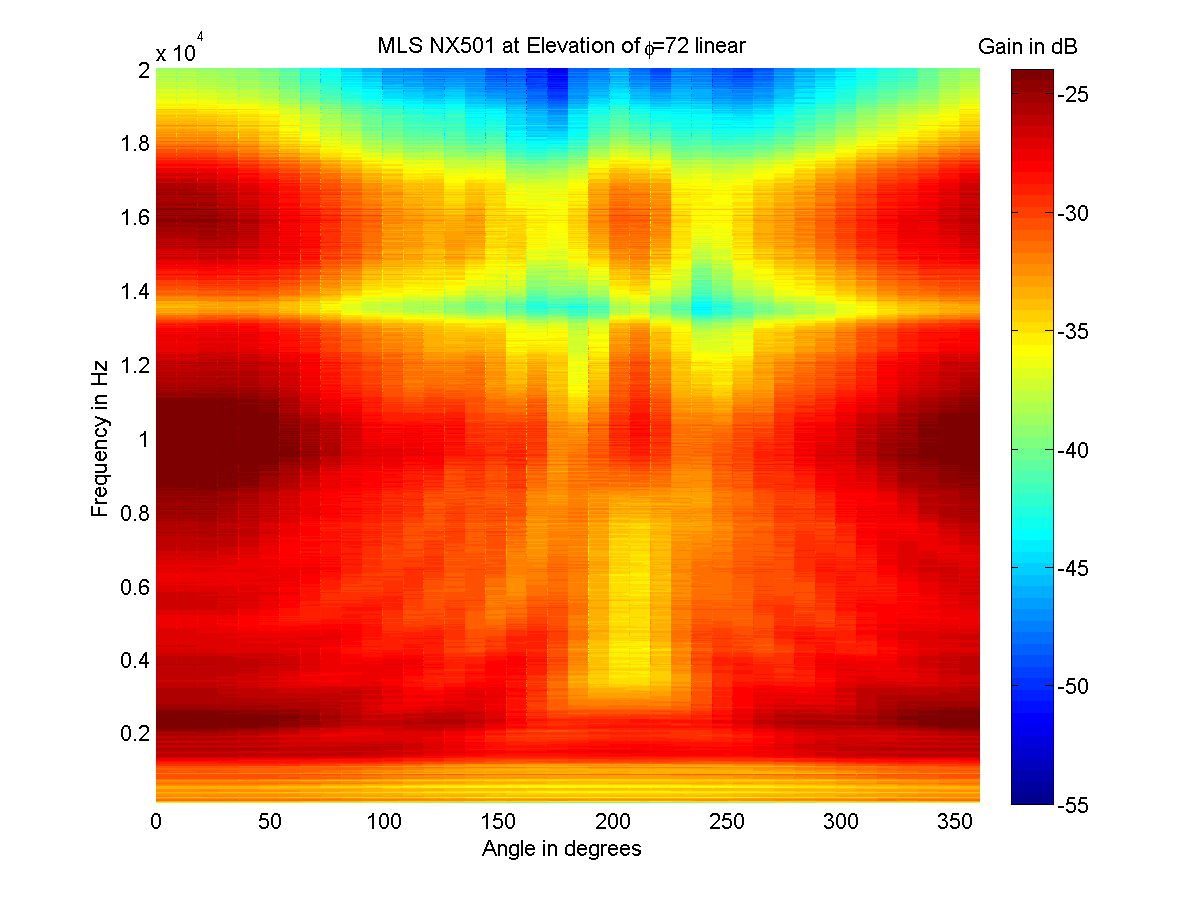 MLS NX501 at Elevation of ϕ=72 linear
Gain in dB
x 10⁴
2
1.8
1.6
1.4
1.2
1
0.8
0.6
0.4
0.2
Frequency in Hz
0 50 100 150 200 250 300 350
Angle in degrees
-25
-30
-35
-40
-45
-50
-55